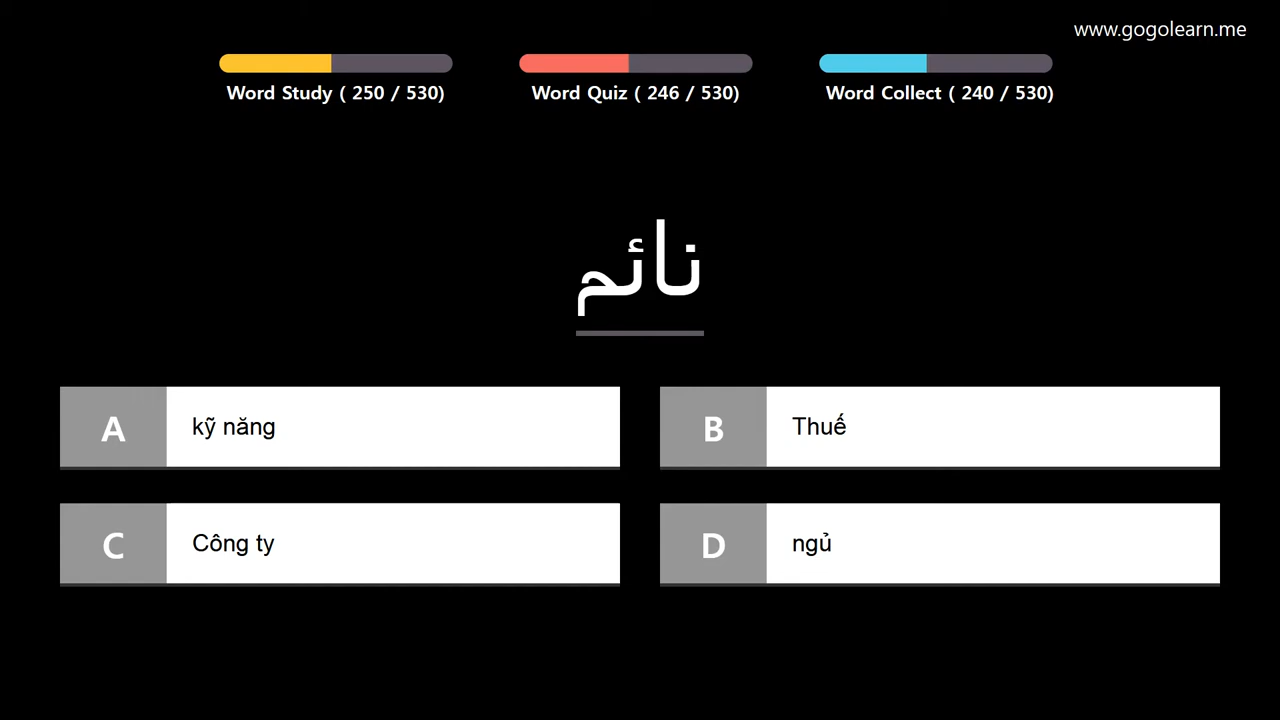 www.gogolearn.me
Word Study ( 250 / 530)
Word Quiz ( 246 / 530)
Word Collect ( 240 / 530)
نائم
A
kỹ năng
B
Thuế
C
Công ty
D
ngủ